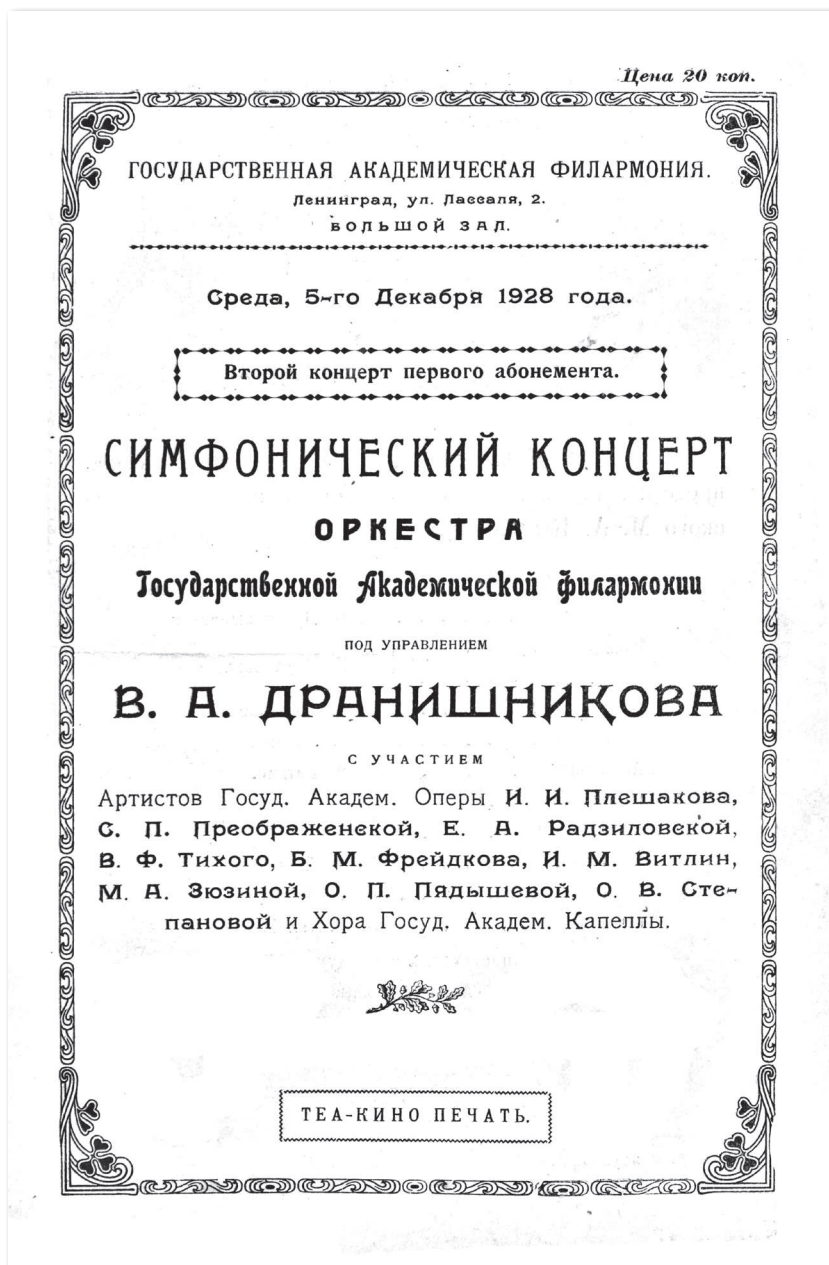 Цена 20 коп.
ГОСУДАРСТВЕННАЯ АКАДЕМИЧЕСКАЯ ФИЛАРМОНИЯ.
Ленинград, ул. Лассаля, 2.
БОЛЬШОЙ ЗАЛ.
Среда, 5-го Декабря 1928 года.
Второй концерт первого абонемента.
СИМФОНИЧЕСКИЙ КОНЦЕРТ
ОРКЕСТРА
Государственной Академической филармонии
ПОД УПРАВЛЕНИЕМ
В. А. ДРАНИШНИКОВА
С УЧАСТИЕМ
Артистов Госуд. Академ. Оперы И. И. Плешакова,
С. П. Преображенской, Е. А. Радзиловской,
В. Ф. Тихого, Б. М. Фрейдкова, И. М. Витлин,
М. А. Зюзиной, О. П. Пядышевой, О. В. Сте-
пановой и Хора Госуд. Академ. Капеллы.
ТЕА-КИНО ПЕЧАТЬ.